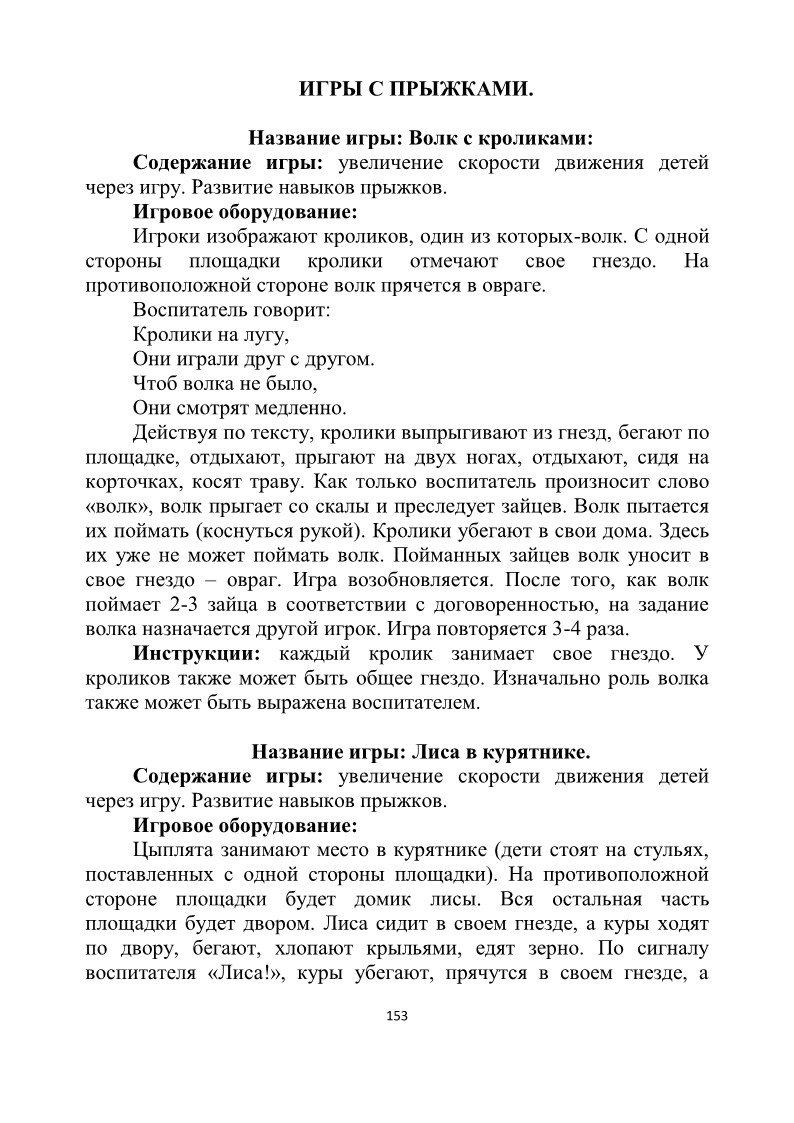 ИГРЫ С ПРЫЖКАМИ.
Название игры: Волк с кроликами:
Содержание игры: увеличение скорости движения детей
через игру. Развитие навыков прыжков.
Игровое оборудование:
Игроки изображают кроликов, один из которых-волк. С одной
стороны площадки кролики отмечают свое гнездо. На
противоположной стороне волк прячется в овраге.
Воспитатель говорит:
Кролики на лугу,
Они играли друг с другом.
Чтоб волка не было,
Они смотрят медленно.
Действуя по тексту, кролики выпрыгивают из гнезд, бегают по
площадке, отдыхают, прыгают на двух ногах, отдыхают, сидя на
корточках, косят траву. Как только воспитатель произносит слово
«волк», волк прыгает со скалы и преследует зайцев. Волк пытается
их поймать (коснуться рукой). Кролики убегают в свои дома. Здесь
их уже не может поймать волк. Пойманных зайцев волк уносит в
свое гнездо – овраг. Игра возобновляется. После того, как волк
поймает 2-3 зайца в соответствии с договоренностью, на задание
волка назначается другой игрок. Игра повторяется 3-4 раза.
Инструкции: каждый кролик занимает свое гнездо. У
кроликов также может быть общее гнездо. Изначально роль волка
также может быть выражена воспитателем.
Название игры: Лиса в курятнике.
Содержание игры: увеличение скорости движения детей
через игру. Развитие навыков прыжков.
Игровое оборудование:
Цыплята занимают место в курятнике (дети стоят на стульях,
поставленных с одной стороны площадки). На противоположной
стороне площадки будет домик лисы. Вся остальная часть
площадки будет двором. Лиса сидит в своем гнезде, а куры ходят
по двору, бегают, хлопают крыльями, едят зерно. По сигналу
воспитателя «Лиса!», куры убегают, прячутся в своем гнезде, а
153